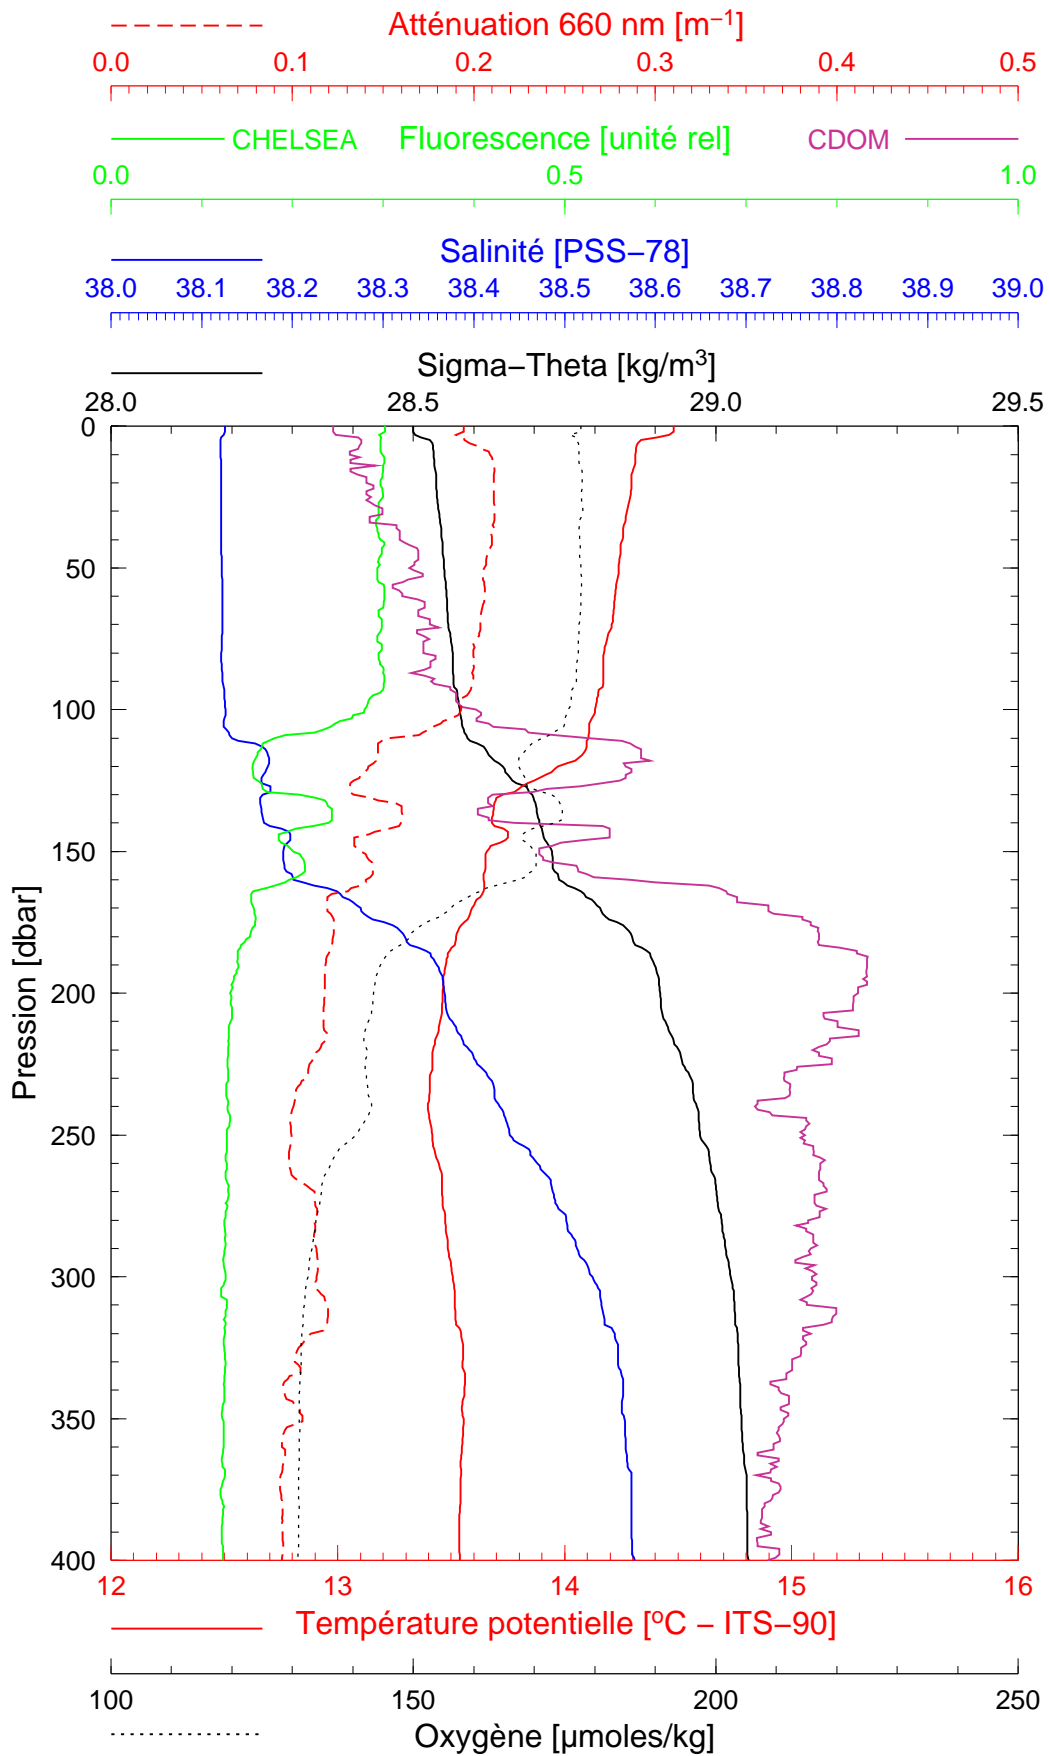 Atténuation 660 nm [m−1]
0.0 0.1 0.2 0.3 0.4 0.5
CHELSEA Fluorescence [unité rel] CDOM
0.0 0.5 1.0
Salinité [PSS−78]
38.0 38.1 38.2 38.3 38.4 38.5 38.6 38.7 38.8 38.9 39.0
Sigma−Theta [kg/m3]
28.0 28.5 29.0 29.5
0
50
100
150
200
250
300
350
400
Pression [dbar]
12 13 14 15 16
Température potentielle [ºC − ITS−90]
100 150 200 250
Oxygène [µmoles/kg]